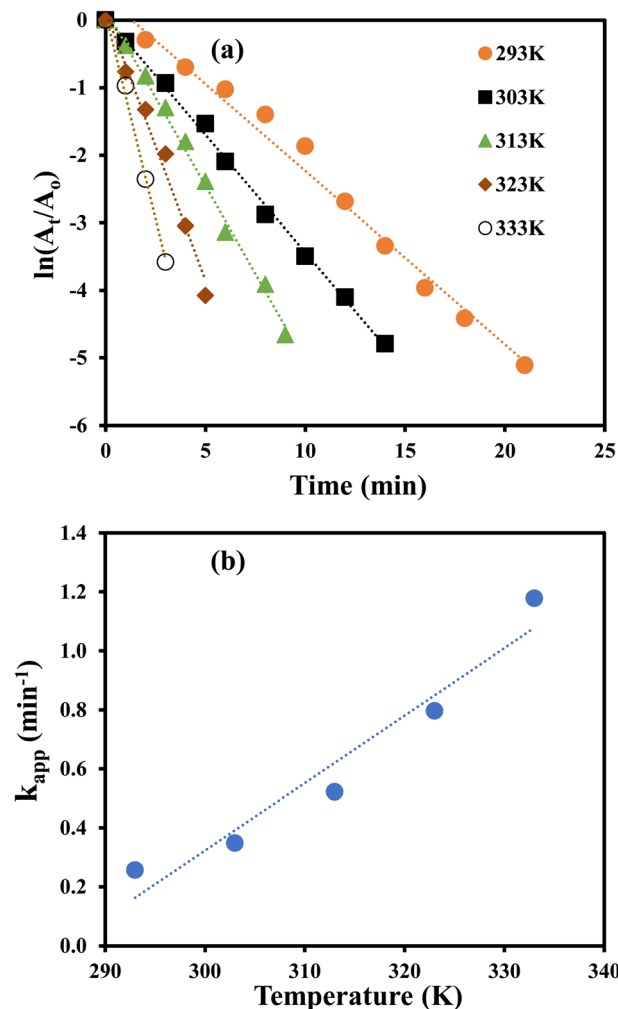 (a)
0
-1
-2
-3
-4
-5
-6
ln(Aₜ/Aₒ)
293K
303K
313K
323K
333K
0 5 10 15 20 25
Time (min)
(b)
1.4
1.2
1.0
0.8
0.6
0.4
0.2
0.0
kₐₚₚ (min⁻¹)
290 300 310 320 330 340
Temperature (K)